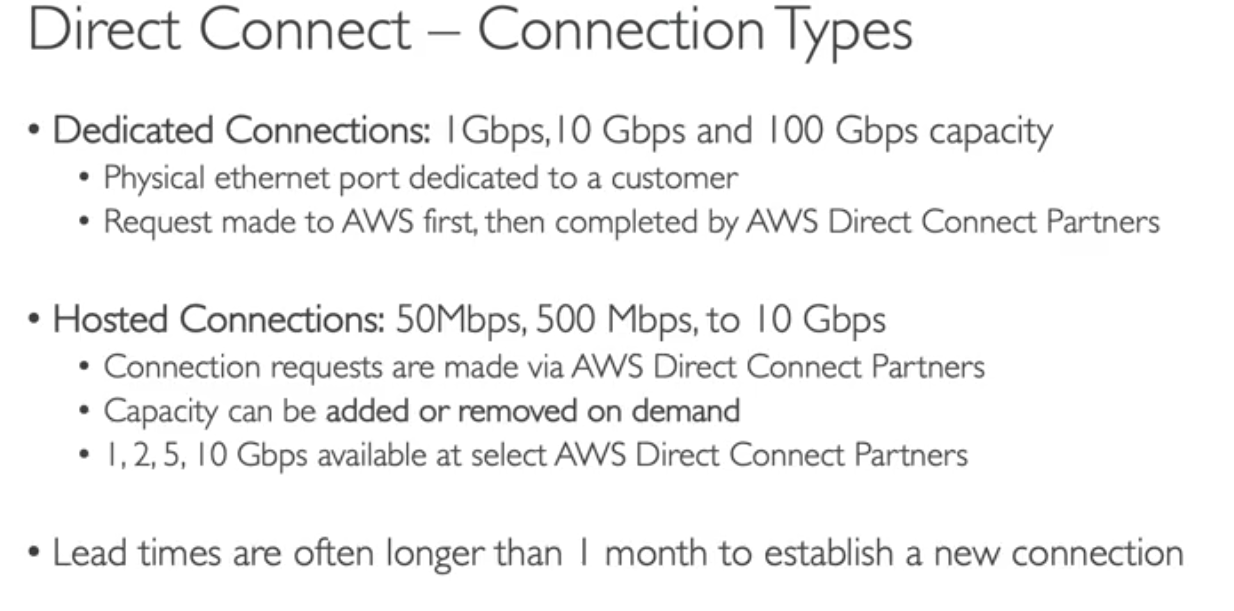 Direct Connect – Connection Types
• Dedicated Connections: 1Gbps,10 Gbps and 100 Gbps capacity
• Physical ethernet port dedicated to a customer
• Request made to AWS first, then completed by AWS Direct Connect Partners
• Hosted Connections: 50Mbps, 500 Mbps, to 10 Gbps
• Connection requests are made via AWS Direct Connect Partners
• Capacity can be added or removed on demand
• 1, 2, 5, 10 Gbps available at select AWS Direct Connect Partners
• Lead times are often longer than 1 month to establish a new connection